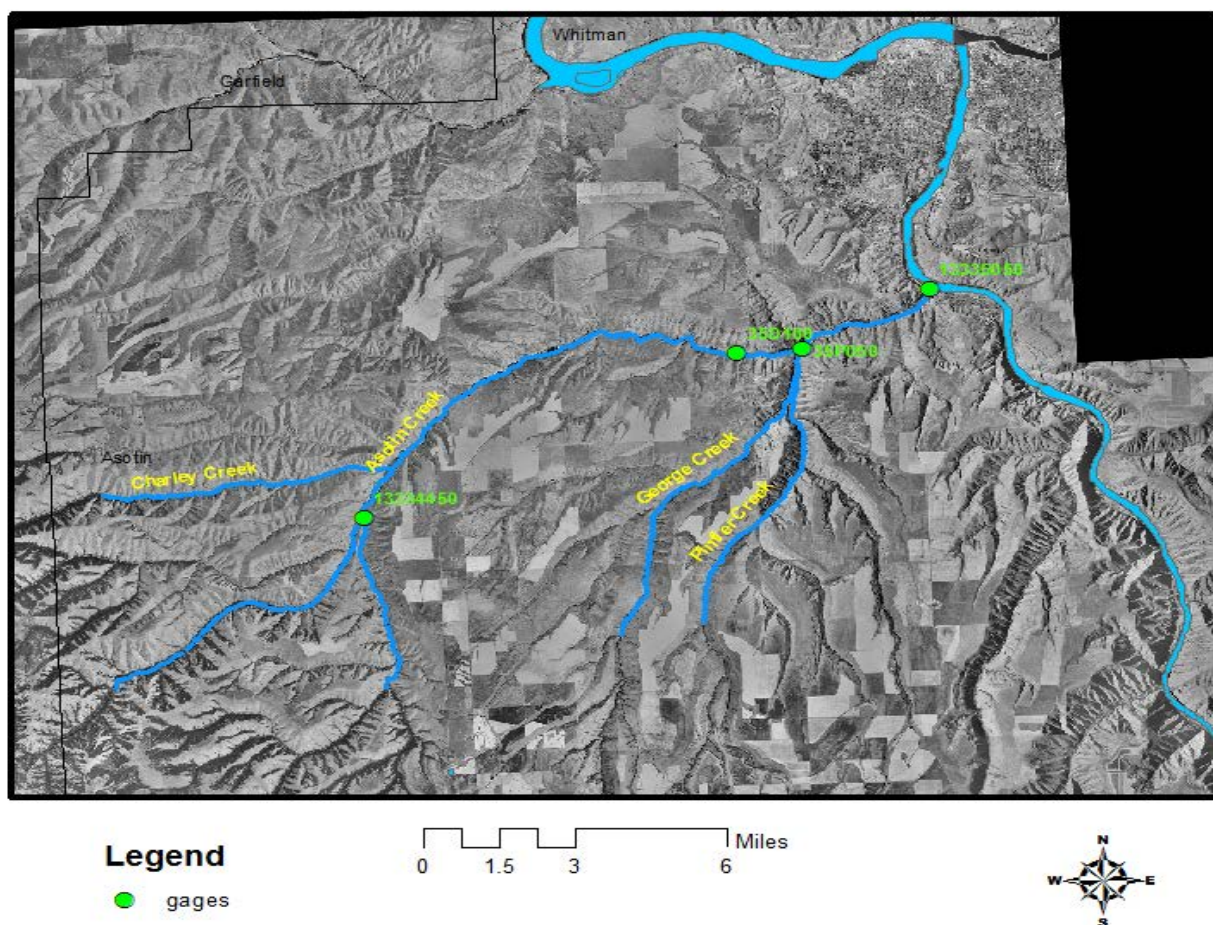 Whitman
Garfield
13335050
35D100
35P050
Asotin Creek
Asotin
Charley Creek
George Creek
Pintler Creek
13334450
Miles
0 1.5 3 6
Legend
gages
N
W E
S